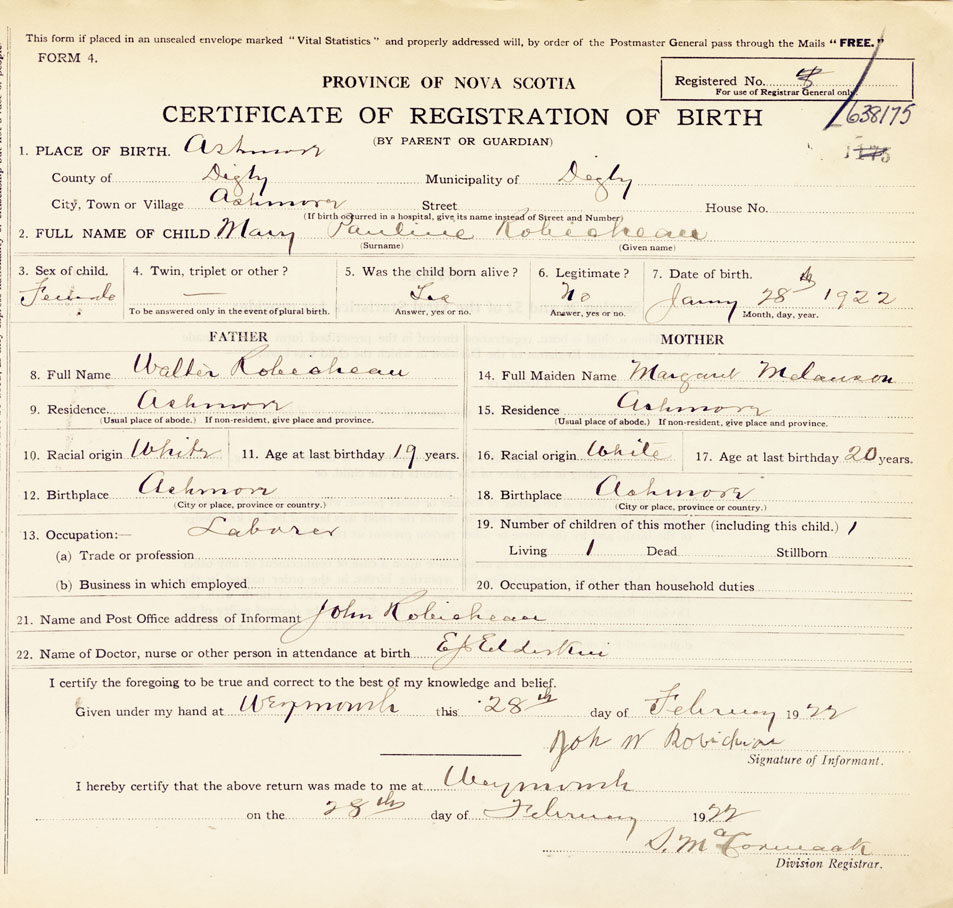 This form if placed in an unsealed envelope marked "Vital Statistics" and properly addressed will, by order of the Postmaster General pass through the Mails "FREE."
FORM 4.
PROVINCE OF NOVA SCOTIA
Registered No. 8
For use of Registrar General only.
CERTIFICATE OF REGISTRATION OF BIRTH
638175
(BY PARENT OR GUARDIAN)
1. PLACE OF BIRTH. Ashmore
County of Digby Municipality of Digby
City, Town or Village Ashmore Street House No.
(If birth occurred in a hospital, give its name instead of Street and Number)
2. FULL NAME OF CHILD Mary Pauline Robicheau
(Surname) (Given name)
3. Sex of child. 4. Twin, triplet or other? 5. Was the child born alive? 6. Legitimate? 7. Date of birth.
Female — Yes No Jany 28th 1922
To be answered only in the event of plural birth. Answer, yes or no. Answer, yes or no. Month, day, year.
FATHER
8. Full Name Walter Robicheau
9. Residence. Ashmore
(Usual place of abode.) If non-resident, give place and province.
10. Racial origin White 11. Age at last birthday 19 years.
12. Birthplace Ashmore
(City or place, province or country.)
13. Occupation:— Laborer
(a) Trade or profession
(b) Business in which employed
MOTHER
14. Full Maiden Name Margaret Melanson
15. Residence Ashmore
(Usual place of abode.) If non-resident, give place and province.
16. Racial origin White 17. Age at last birthday 20 years.
18. Birthplace Ashmore
(City or place, province or country.)
19. Number of children of this mother (including this child.) 1
Living 1 Dead Stillborn
20. Occupation, if other than household duties
21. Name and Post Office address of Informant John Robicheau
22. Name of Doctor, nurse or other person in attendance at birth
I certify the foregoing to be true and correct to the best of my knowledge and belief.
Given under my hand at Weymouth this 28th day of February 1922
W
Signature of Informant.
I hereby certify that the above return was made to me at Weymouth
on the 28th day of February 1922
S. McCormack
Division Registrar.